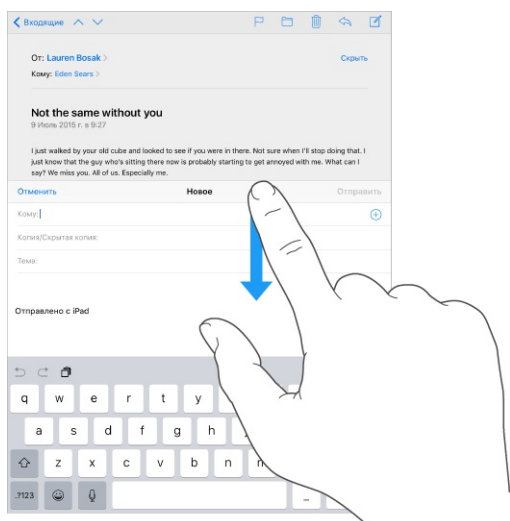 Входящие
От: Lauren Bosak
Скрыть
Кому: Eden Sears
Not the same without you
9 Июль 2015 г. в 9:27
I just walked by your old cube and looked to see if you were in there. Not sure when I'll stop doing that. I
just know that the guy who's sitting there now is probably starting to get annoyed with me. What can I
say? We miss you. All of us. Especially me.
Отменить Новое Отправить
Кому:
Копия/Скрытая копия:
Тема:
Отправлено с iPad
q w e r t y
a s d f g h
z x c v b n m
.?123 _